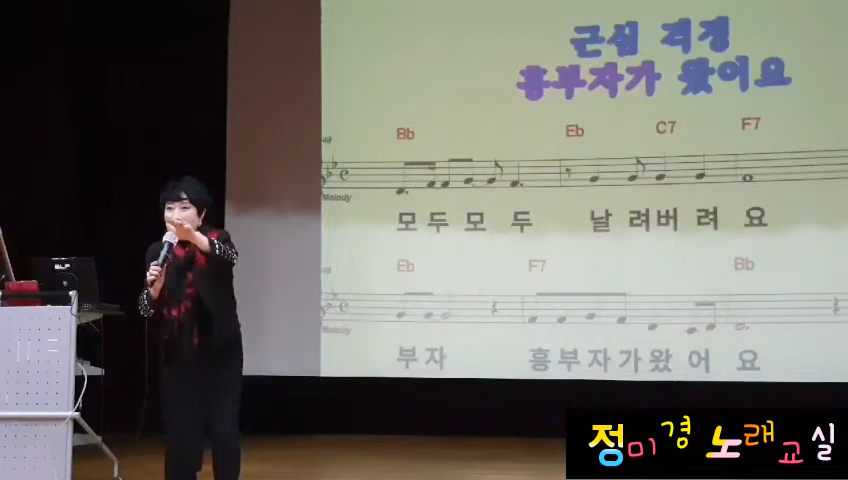 근심 걱정
흥부자가 왔어요
Bb Eb C7 F7
49
Melody
모두모두 날려버려요
Eb F7 Bb
Melody
부자 흥부자가왔어요
정미경 노래교실